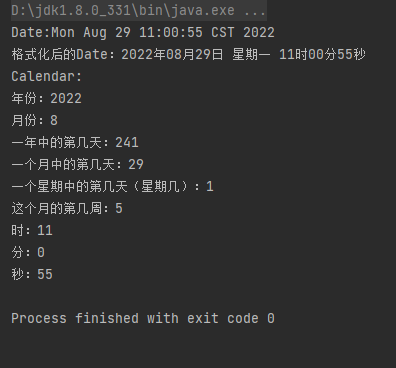 D:\jdk1.8.0_331\bin\java.exe ...
Date:Mon Aug 29 11:00:55 CST 2022
格式化后的Date：2022年08月29日 星期一 11时00分55秒
Calendar:
年份：2022
月份：8
一年中的第几天：241
一个月中的第几天：29
一个星期中的第几天（星期几）：1
这个月的第几周：5
时：11
分：0
秒：55
Process finished with exit code 0